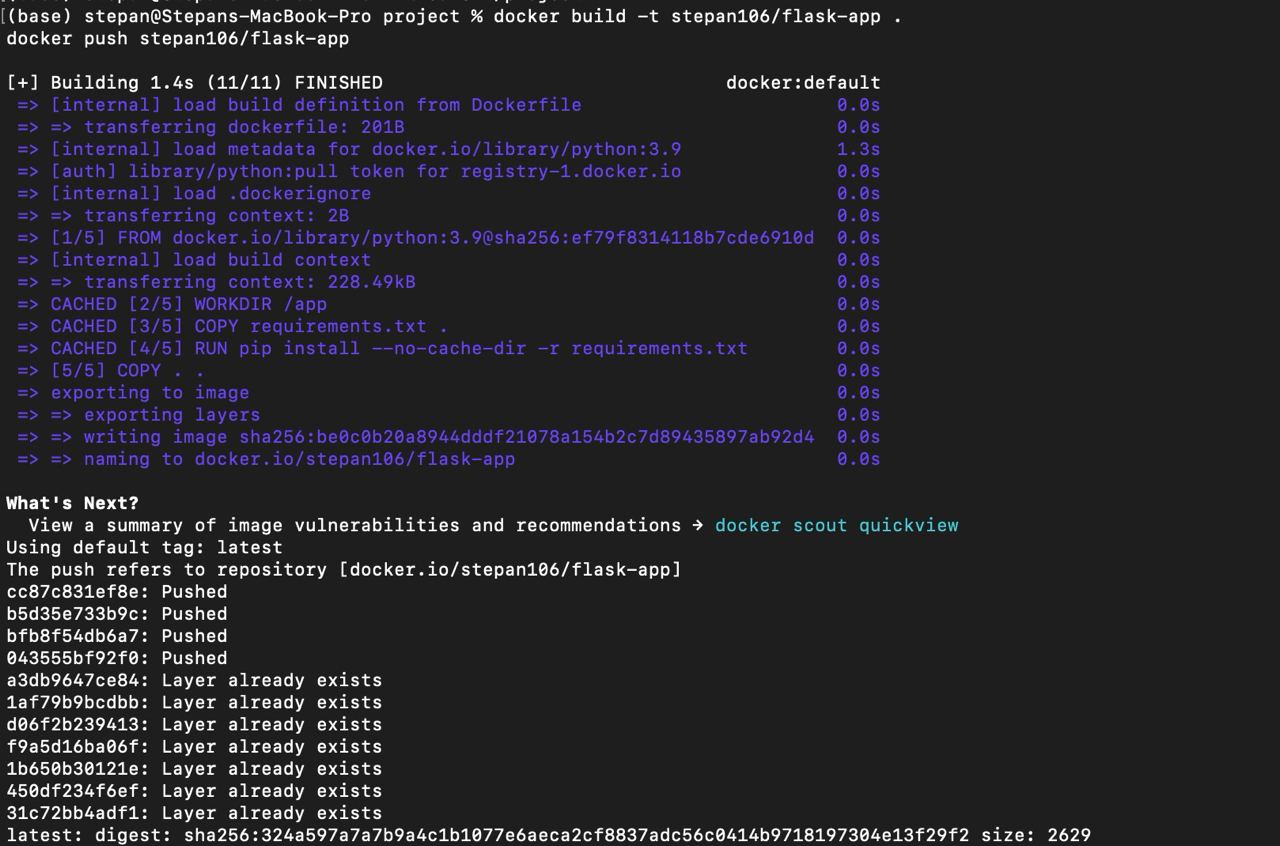 [(base) stepan@Stepans-MacBook-Pro project % docker build -t stepan106/flask-app .
docker push stepan106/flask-app
[+] Building 1.4s (11/11) FINISHED docker:default
=> [internal] load build definition from Dockerfile 0.0s
=> => transferring dockerfile: 201B 0.0s
=> [internal] load metadata for docker.io/library/python:3.9 1.3s
=> [auth] library/python:pull token for registry-1.docker.io 0.0s
=> [internal] load .dockerignore 0.0s
=> => transferring context: 2B 0.0s
=> [1/5] FROM docker.io/library/python:3.9@sha256:ef79f8314118b7cde6910d 0.0s
=> [internal] load build context 0.0s
=> => transferring context: 228.49kB 0.0s
=> CACHED [2/5] WORKDIR /app 0.0s
=> CACHED [3/5] COPY requirements.txt . 0.0s
=> CACHED [4/5] RUN pip install --no-cache-dir -r requirements.txt 0.0s
=> [5/5] COPY . . 0.0s
=> exporting to image 0.0s
=> => exporting layers 0.0s
=> => writing image sha256:be0c0b20a8944dddf21078a154b2c7d89435897ab92d4 0.0s
=> => naming to docker.io/stepan106/flask-app 0.0s
What's Next?
View a summary of image vulnerabilities and recommendations → docker scout quickview
Using default tag: latest
The push refers to repository [docker.io/stepan106/flask-app]
cc87c831ef8e: Pushed
b5d35e733b9c: Pushed
bfb8f54db6a7: Pushed
043555bf92f0: Pushed
a3db9647ce84: Layer already exists
1af79b9bcdbb: Layer already exists
d06f2b239413: Layer already exists
f9a5d16ba06f: Layer already exists
1b650b30121e: Layer already exists
450df234f6ef: Layer already exists
31c72bb4adf1: Layer already exists
latest: digest: sha256:324a597a7a7b9a4c1b1077e6aeca2cf8837adc56c0414b9718197304e13f29f2 size: 2629